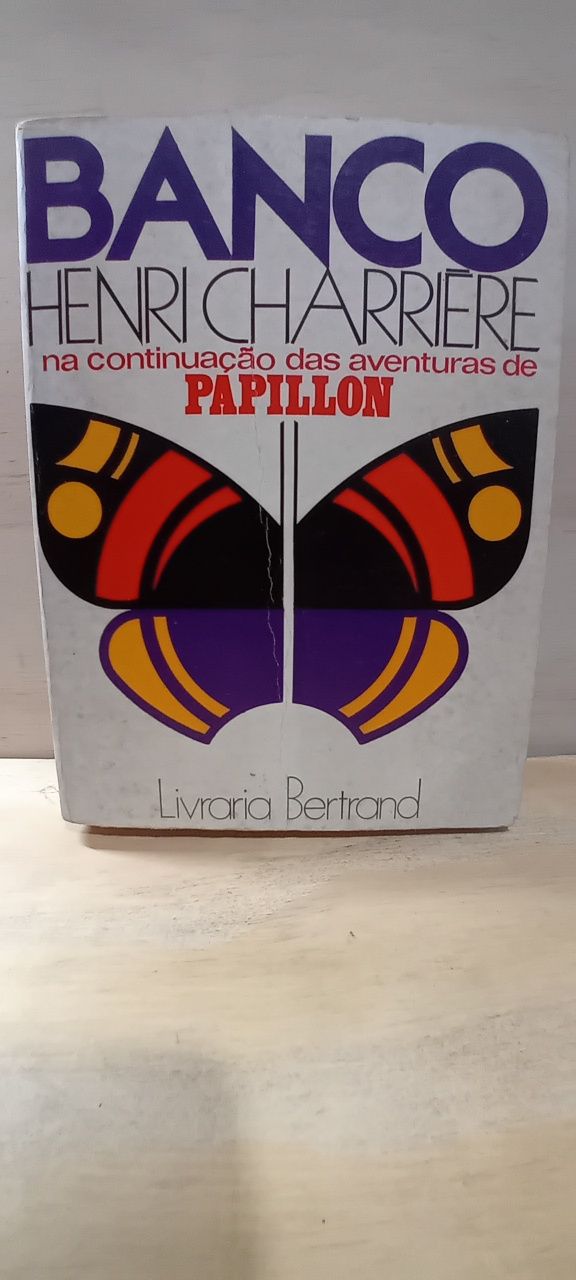 BANCO
HENRI CHARRIÈRE
na continuação das aventuras de
PAPILLON
Livraria Bertrand